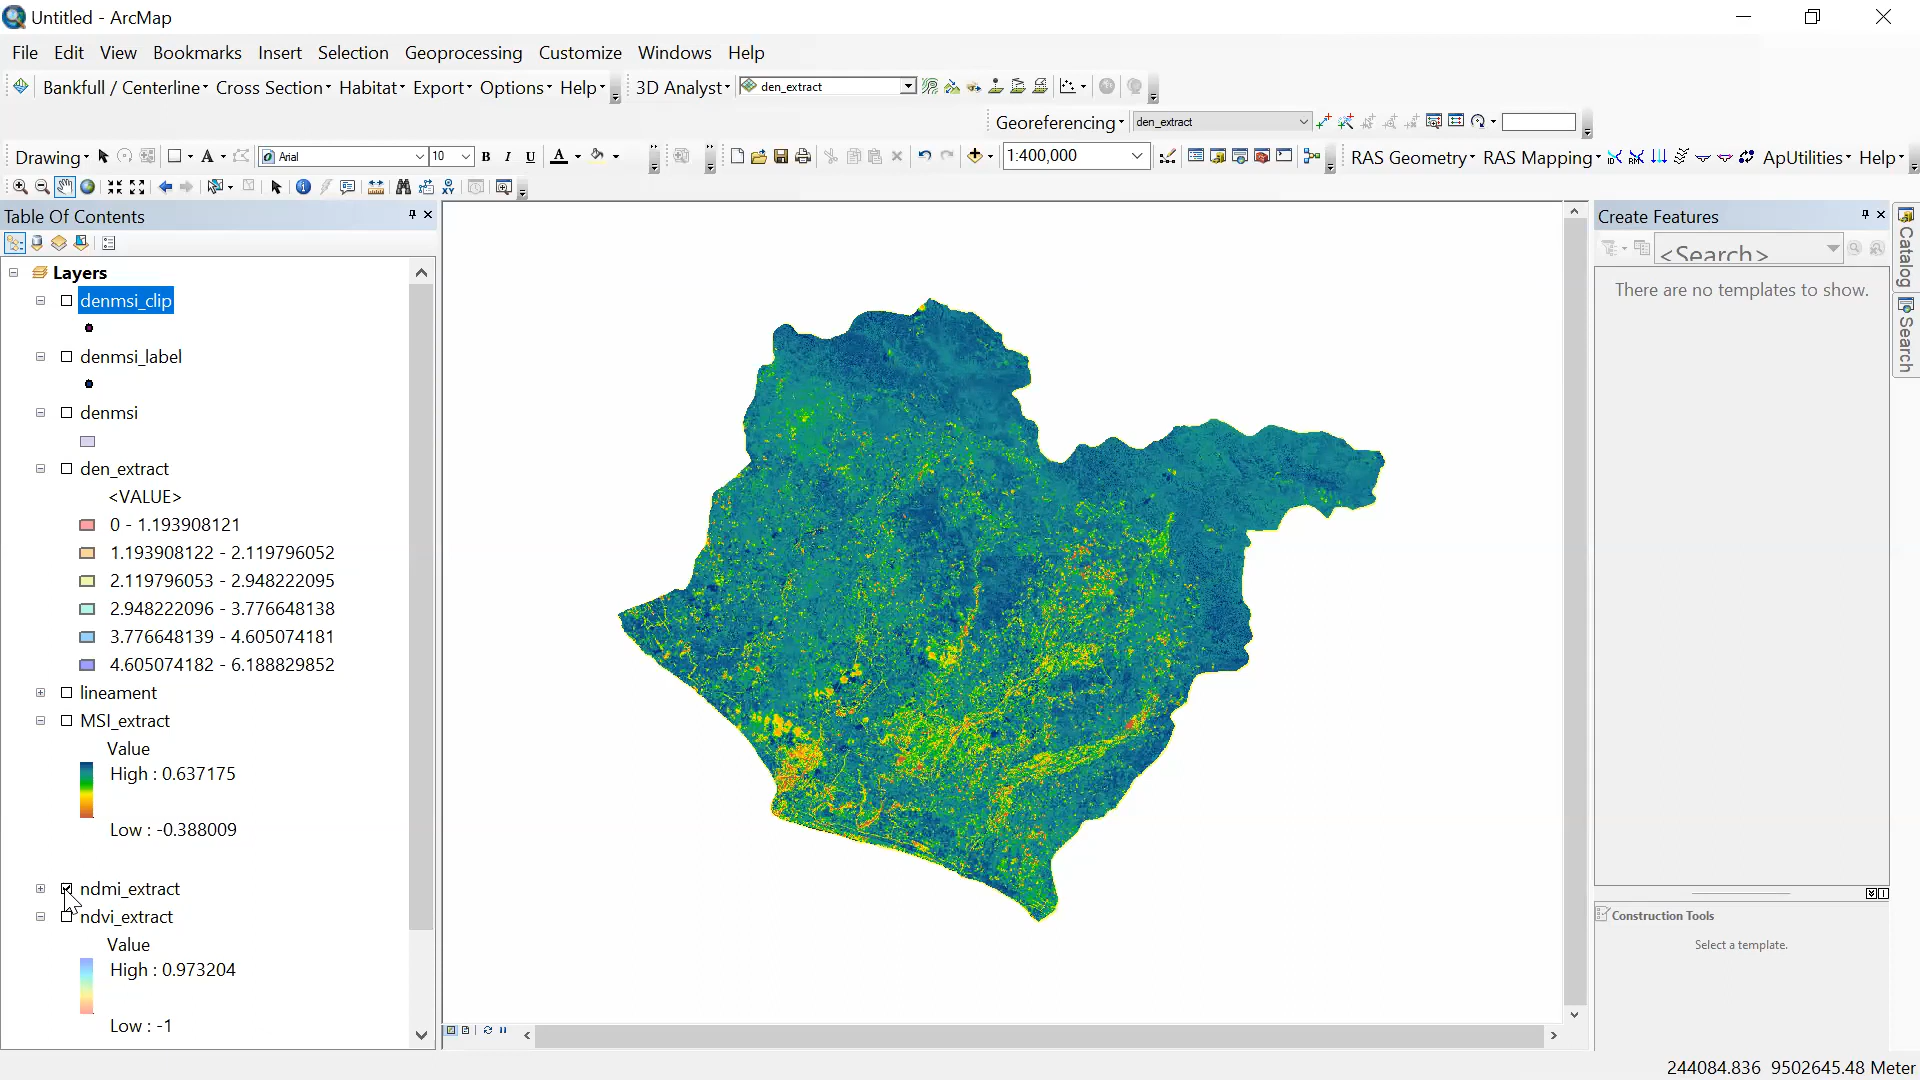 Untitled - ArcMap
File Edit View Bookmarks Insert Selection Geoprocessing Customize Windows Help
Bankfull / Centerline Cross Section Habitat Export Options Help 3D Analyst den_extract
Georeferencing den_extract
Drawing A Arial 10 B I U A 1:400,000 RAS Geometry RAS Mapping ApUtilities Help
Table Of Contents
Create Features
<Search>
There are no templates to show.
Catalog
Search
Layers
denmsi_clip
denmsi_label
denmsi
den_extract
<VALUE>
0 - 1.193908121
1.193908122 - 2.119796052
2.119796053 - 2.948222095
2.948222096 - 3.776648138
3.776648139 - 4.605074181
4.605074182 - 6.188829852
lineament
MSI_extract
Value
High : 0.637175
Low : -0.388009
ndmi_extract
ndvi_extract
Value
High : 0.973204
Low : -1
Construction Tools
Select a template.
244084.836 9502645.48 Meter